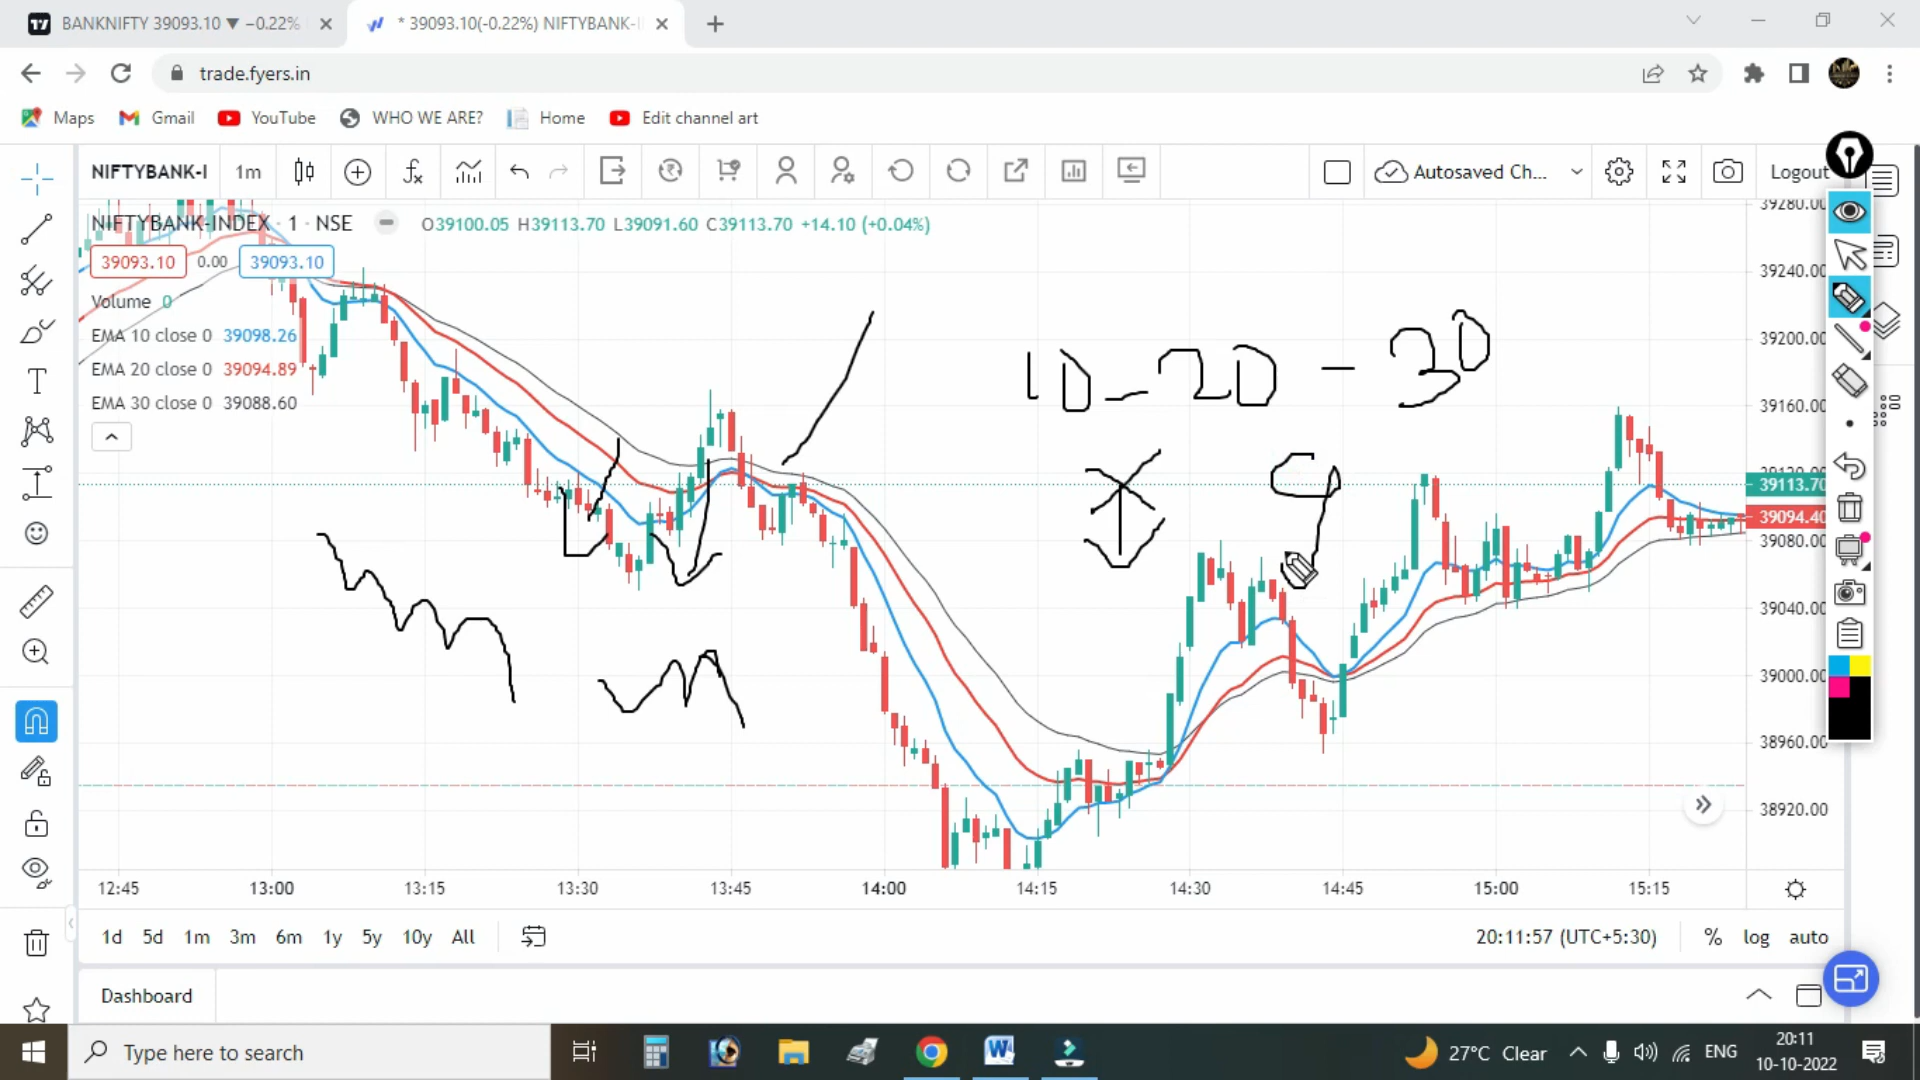 BANKNIFTY 39093.10 ▼ −0.22%
* 39093.10(-0.22%) NIFTYBANK-I
trade.fyers.in
Maps Gmail YouTube WHO WE ARE? Home Edit channel art
NIFTYBANK-I 1m Autosaved Ch... Logout
NIFTYBANK-INDEX · 1 · NSE O39100.05 H39113.70 L39091.60 C39113.70 +14.10 (+0.04%)
39093.10 0.00 39093.10
Volume 0
EMA 10 close 0 39098.26
EMA 20 close 0 39094.89
EMA 30 close 0 39088.60
10 - 20 - 30
39280.00
39240.00
39200.00
39160.00
39120.00
39113.70
39094.40
39080.00
39040.00
39000.00
38960.00
38920.00
12:45 13:00 13:15 13:30 13:45 14:00 14:15 14:30 14:45 15:00 15:15
1d 5d 1m 3m 6m 1y 5y 10y All 20:11:57 (UTC+5:30) % log auto
Dashboard
Type here to search 27°C Clear ENG 20:11
10-10-2022